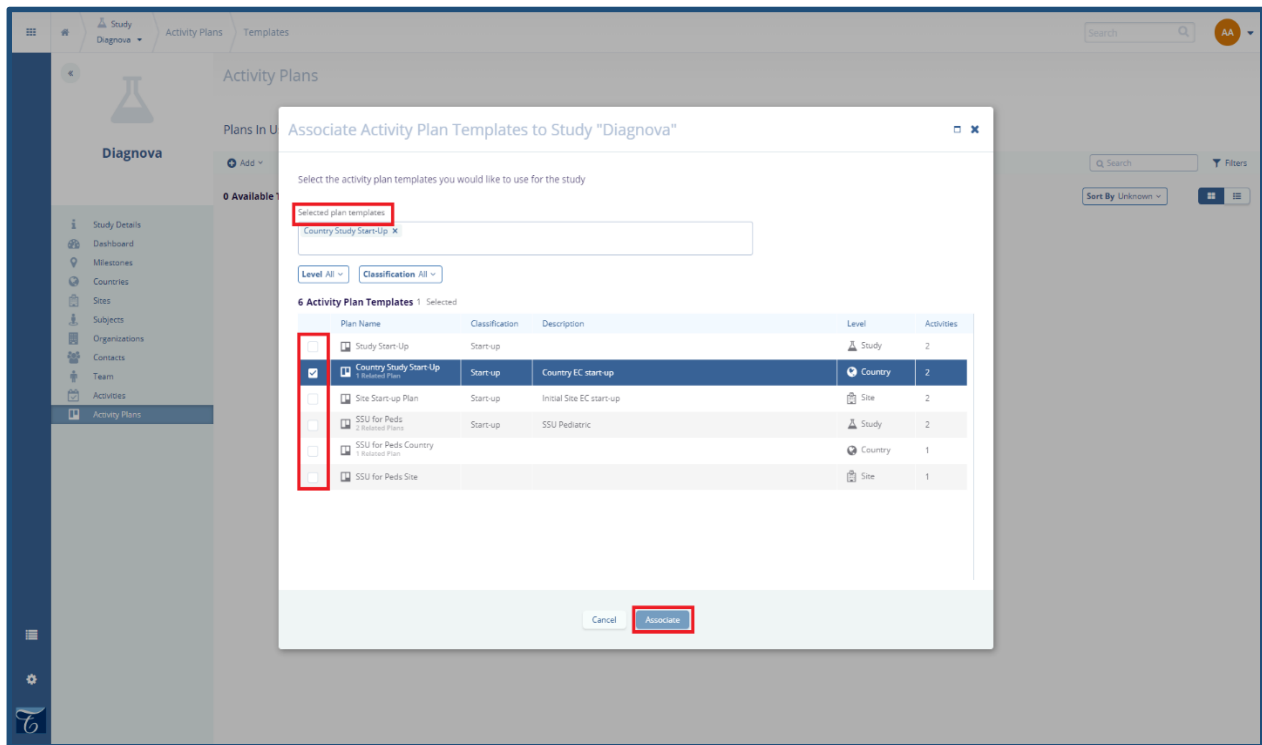 Study
Diagnova
Activity Plans
Templates
Search
AA
Activity Plans
Diagnova
Plans In U
Add
Search
Filters
0 Available T
Sort By Unknown
Study Details
Dashboard
Milestones
Countries
Sites
Subjects
Organizations
Contacts
Team
Activities
Activity Plans
Associate Activity Plan Templates to Study "Diagnova"
Select the activity plan templates you would like to use for the study
Selected plan templates
Country Study Start-Up x
Level All
Classification All
6 Activity Plan Templates 1 Selected
Plan Name Classification Description Level Activities
Study Start-Up Start-up Study 2
Country Study Start-Up Start-up Country EC start-up Country 2
1 Related Plan
Site Start-up Plan Start-up Initial Site EC start-up Site 2
SSU for Peds Start-up SSU Pediatric Study 2
2 Related Plans
SSU for Peds Country Country 1
1 Related Plan
SSU for Peds Site Site 1
Cancel Associate